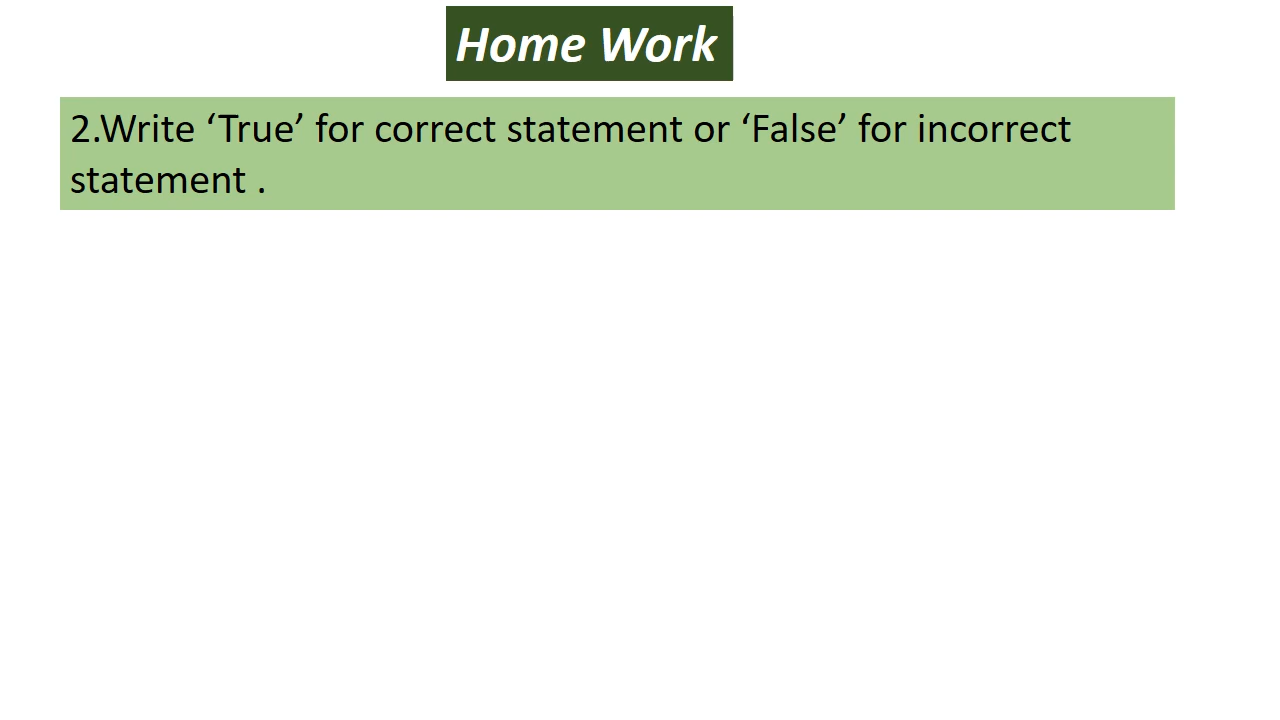 Home Work
2.Write ‘True’ for correct statement or ‘False’ for incorrect
statement .